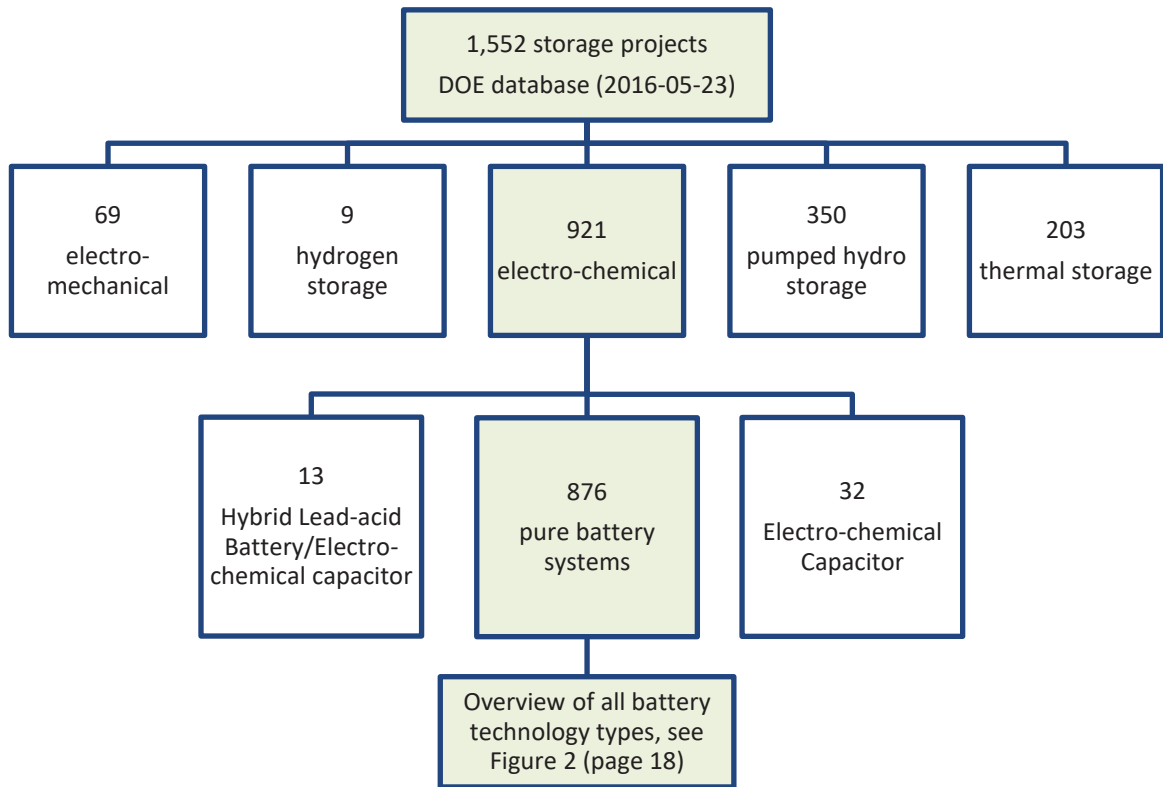 1,552 storage projects
DOE database (2016-05-23)
69
electro-
mechanical
9
hydrogen
storage
921
electro-chemical
350
pumped hydro
storage
203
thermal storage
13
Hybrid Lead-acid
Battery/Electro-
chemical capacitor
876
pure battery
systems
32
Electro-chemical
Capacitor
Overview of all battery
technology types, see
Figure 2 (page 18)